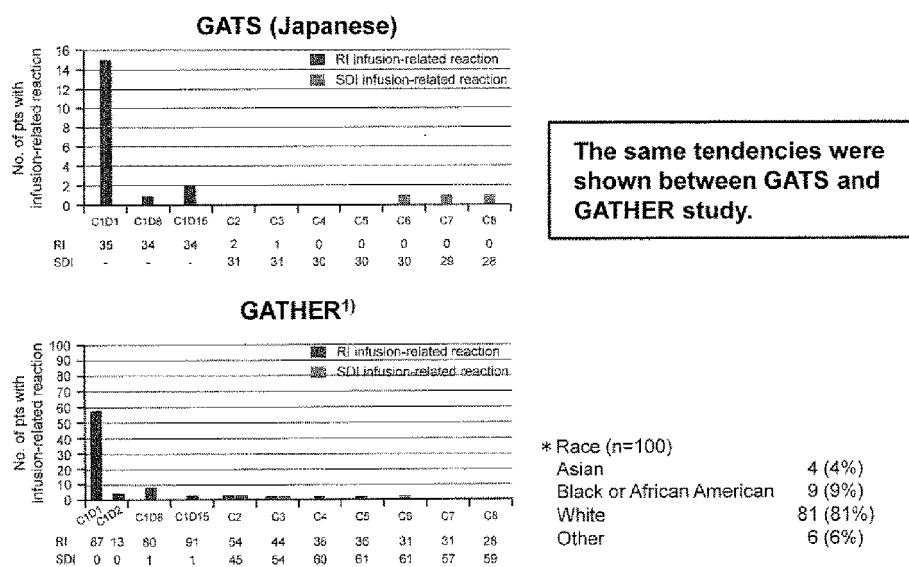 GATS (Japanese)
No. of pts with
infusion-related reaction
16
14
12
10
8
6
4
2
0
RI infusion-related reaction
SDI infusion-related reaction
C1D1 C1D8 C1D15 C2 C3 C4 C5 C6 C7 C8
RI 35 34 34 2 1 0 0 0 0 0
SDI - - - 31 31 30 30 30 29 28
The same tendencies were
shown between GATS and
GATHER study.
GATHER1)
No. of pts with
infusion-related reaction
100
90
80
70
60
50
40
30
20
10
0
RI infusion-related reaction
SDI infusion-related reaction
C1D1 C1D2 C1D8 C1D15 C2 C3 C4 C5 C6 C7 C8
RI 87 13 80 91 54 44 36 36 31 31 28
SDI 0 0 1 1 45 54 60 61 61 57 59
* Race (n=100)
Asian 4 (4%)
Black or African American 9 (9%)
White 81 (81%)
Other 6 (6%)